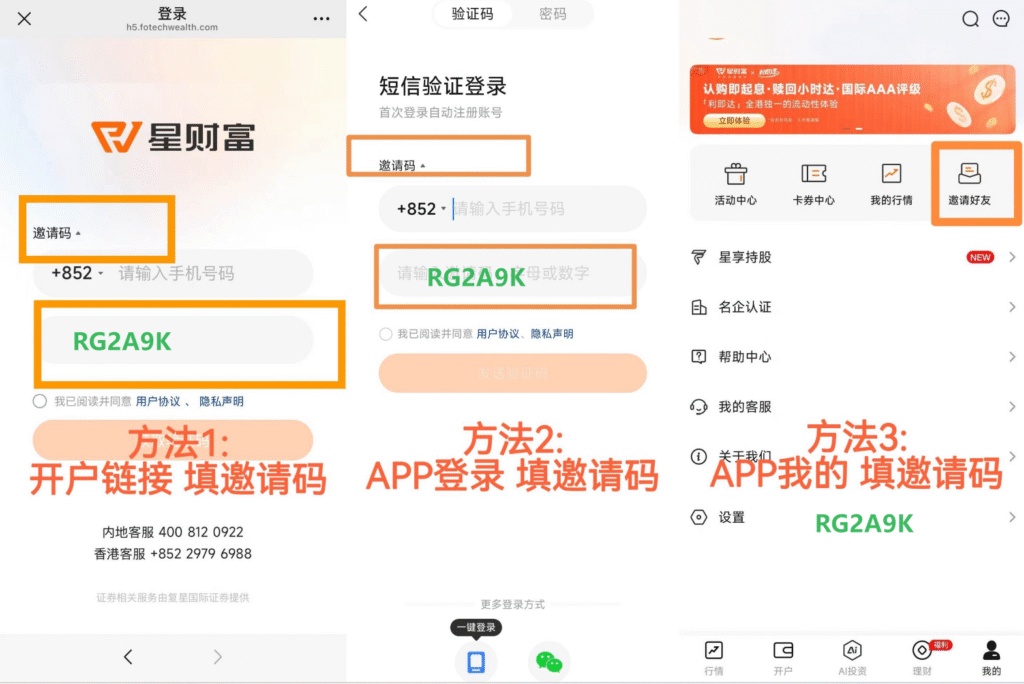 登录
h5.fotechwealth.com
星财富
邀请码
+852
请输入手机号码
RG2A9K
我已阅读并同意 用户协议 、 隐私声明
方法1:
开户链接 填邀请码
内地客服 400 812 0922
香港客服 +852 2979 6988
证券相关服务由复星国际证券提供
验证码
密码
短信验证登录
首次登录自动注册账号
邀请码
+852
请输入手机号码
RG2A9K
我已阅读并同意 用户协议、隐私声明
发送验证码
方法2:
APP登录 填邀请码
更多登录方式
一键登录
星财富
认购即起息·赎回小时达·国际AAA评级
「利即达」全港独一的流动性体验
立即体验
活动中心
卡券中心
我的行情
邀请好友
星享持股
NEW
名企认证
帮助中心
我的客服
关于我们
方法3:
APP我的 填邀请码
设置
RG2A9K
行情
开户
AI投资
理财
福利
我的